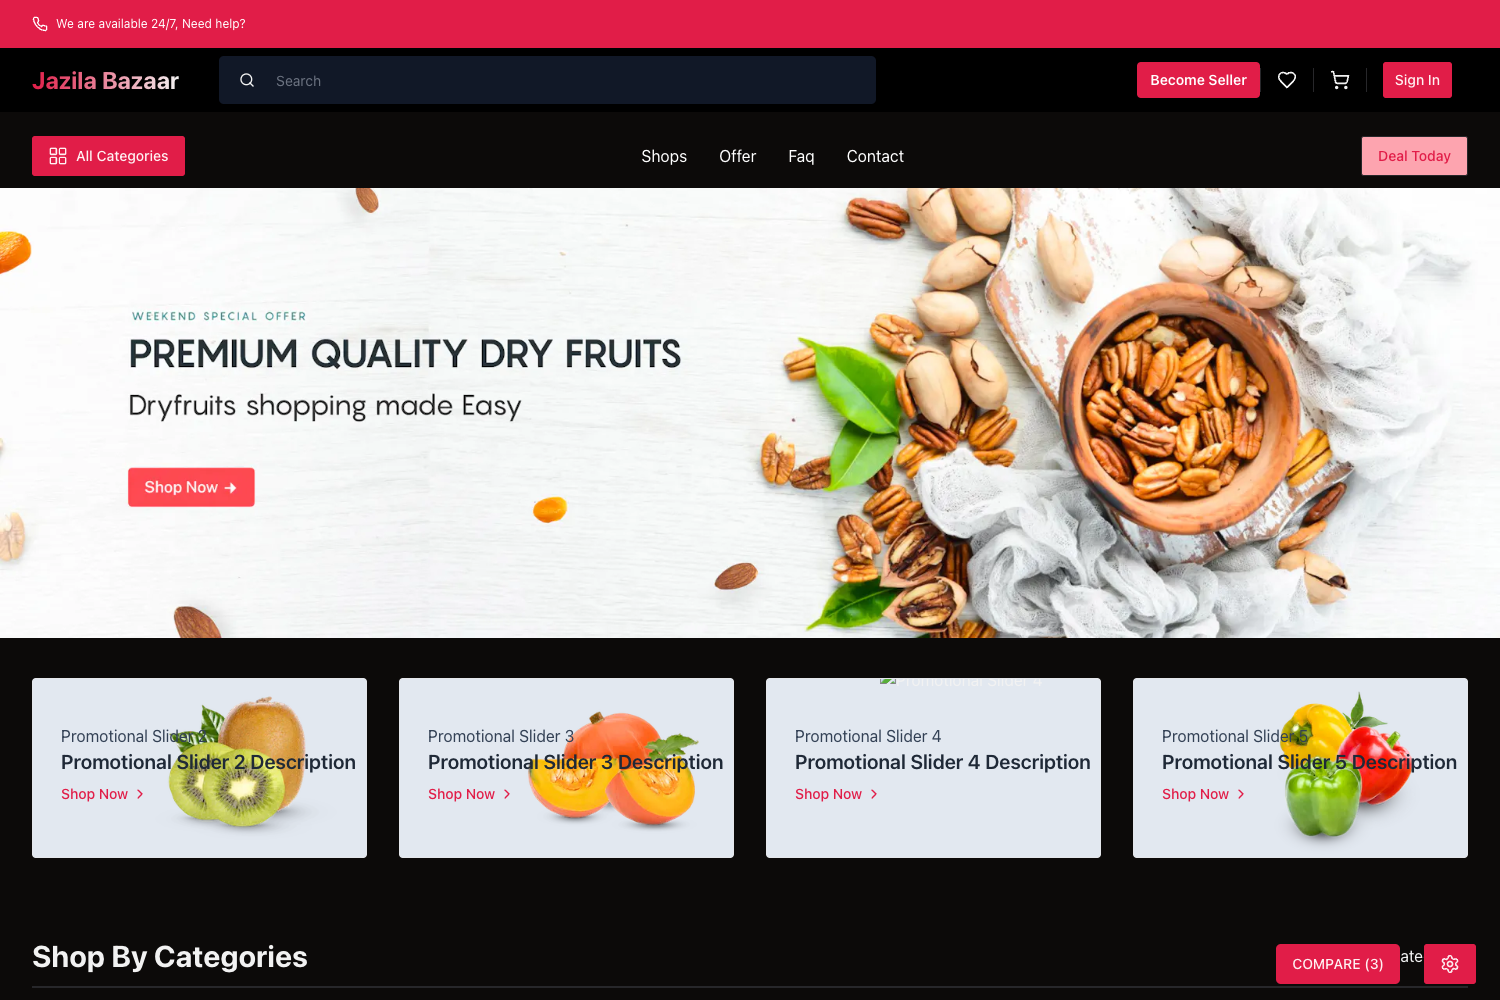 We are available 24/7, Need help?
Jazila Bazaar
Search
Become Seller
Sign In
All Categories
Shops
Offer
Faq
Contact
Deal Today
WEEKEND SPECIAL OFFER
PREMIUM QUALITY DRY FRUITS
Dryfruits shopping made Easy
Shop Now
Promotional Slider 2
Promotional Slider 2 Description
Shop Now
Promotional Slider 3
Promotional Slider 3 Description
Shop Now
Promotional Slider 4
Promotional Slider 4
Promotional Slider 4 Description
Shop Now
Promotional Slider 5
Promotional Slider 5 Description
Shop Now
Shop By Categories
COMPARE (3)